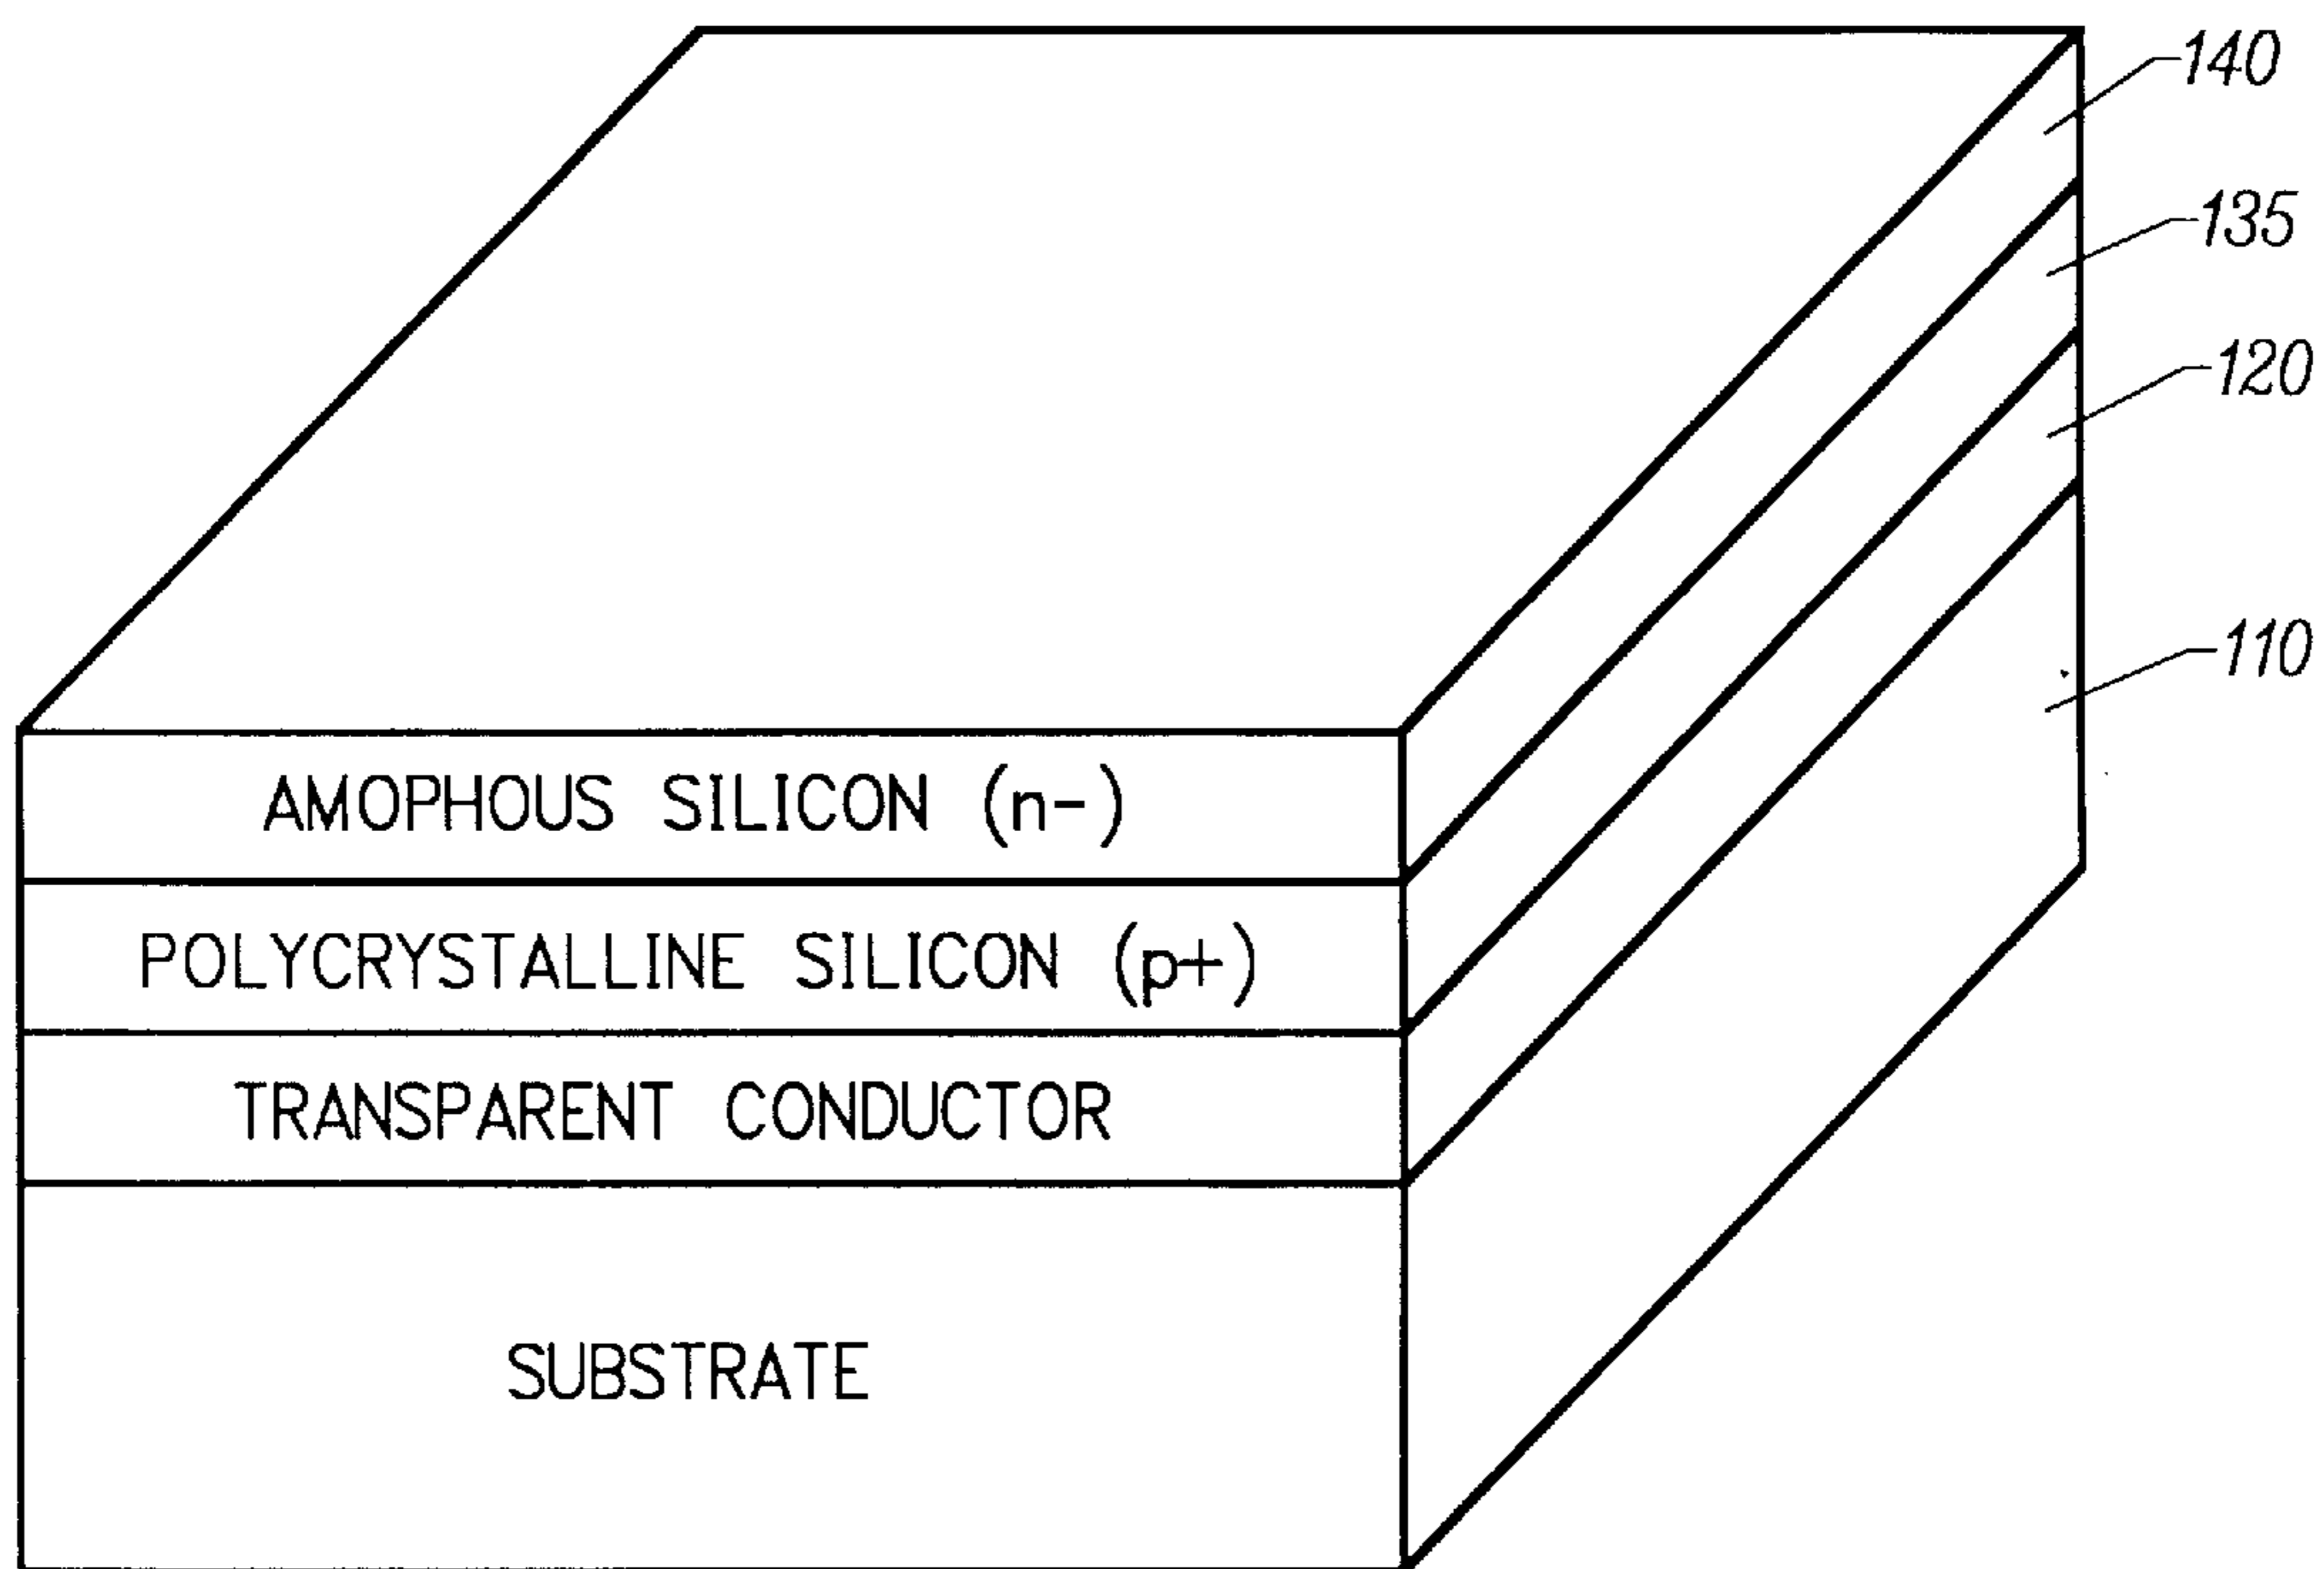 140
135
120
110
AMOPHOUS SILICON (n-)
POLYCRYSTALLINE SILICON (p+)
TRANSPARENT CONDUCTOR
SUBSTRATE